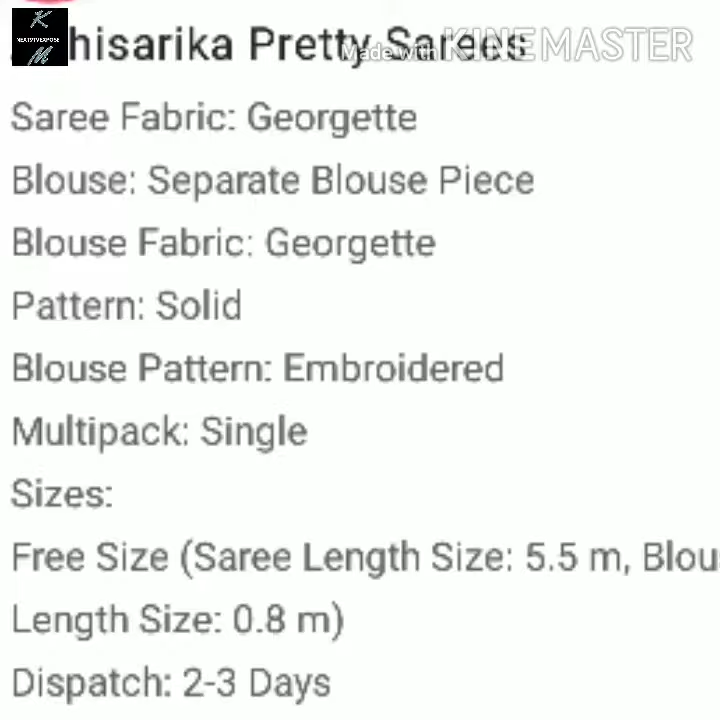 hisarika Pretty Sarees
Made with KINEMASTER
K
M
Saree Fabric: Georgette
Blouse: Separate Blouse Piece
Blouse Fabric: Georgette
Pattern: Solid
Blouse Pattern: Embroidered
Multipack: Single
Sizes:
Free Size (Saree Length Size: 5.5 m, Blou
Length Size: 0.8 m)
Dispatch: 2-3 Days